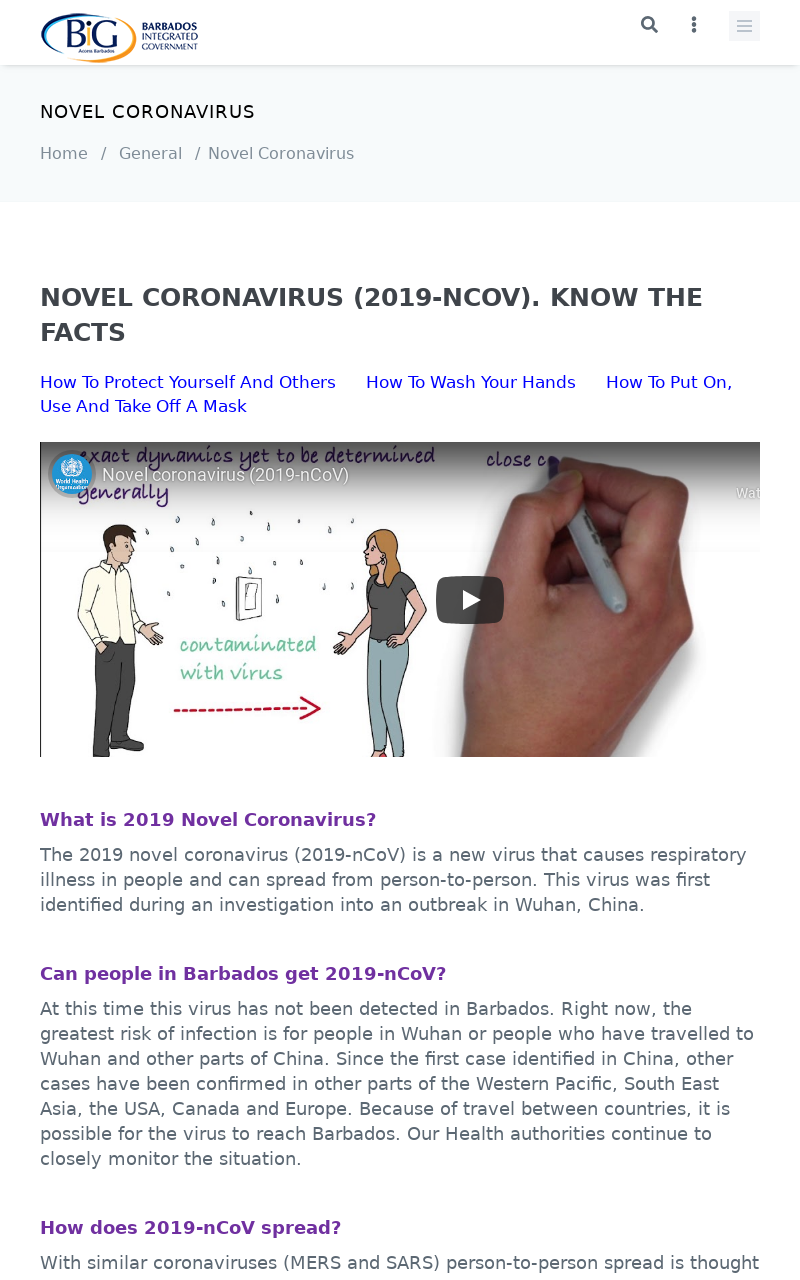 BiG
Access Barbados
BARBADOS
INTEGRATED
GOVERNMENT
NOVEL CORONAVIRUS
Home / General / Novel Coronavirus
NOVEL CORONAVIRUS (2019-NCOV). KNOW THE
FACTS
How To Protect Yourself And Others How To Wash Your Hands How To Put On,
Use And Take Off A Mask
exact dynamics yet to be determined
close c
World Health
Organization
Novel coronavirus (2019-nCoV)
generally
Wat
contaminated
with virus
What is 2019 Novel Coronavirus?
The 2019 novel coronavirus (2019-nCoV) is a new virus that causes respiratory
illness in people and can spread from person-to-person. This virus was first
identified during an investigation into an outbreak in Wuhan, China.
Can people in Barbados get 2019-nCoV?
At this time this virus has not been detected in Barbados. Right now, the
greatest risk of infection is for people in Wuhan or people who have travelled to
Wuhan and other parts of China. Since the first case identified in China, other
cases have been confirmed in other parts of the Western Pacific, South East
Asia, the USA, Canada and Europe. Because of travel between countries, it is
possible for the virus to reach Barbados. Our Health authorities continue to
closely monitor the situation.
How does 2019-nCoV spread?
With similar coronaviruses (MERS and SARS) person-to-person spread is thought